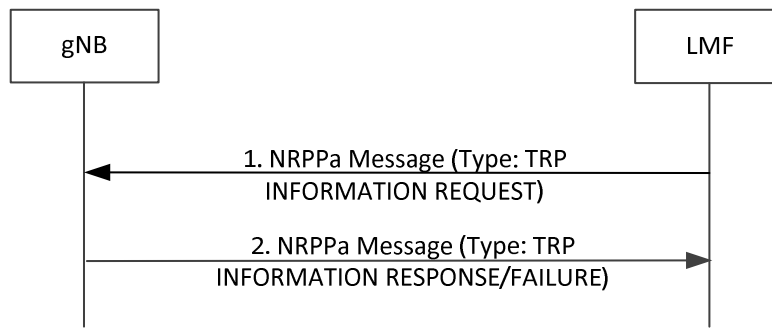 gNB
LMF
1. NRPPa Message (Type: TRP
INFORMATION REQUEST)
2. NRPPa Message (Type: TRP
INFORMATION RESPONSE/FAILURE)